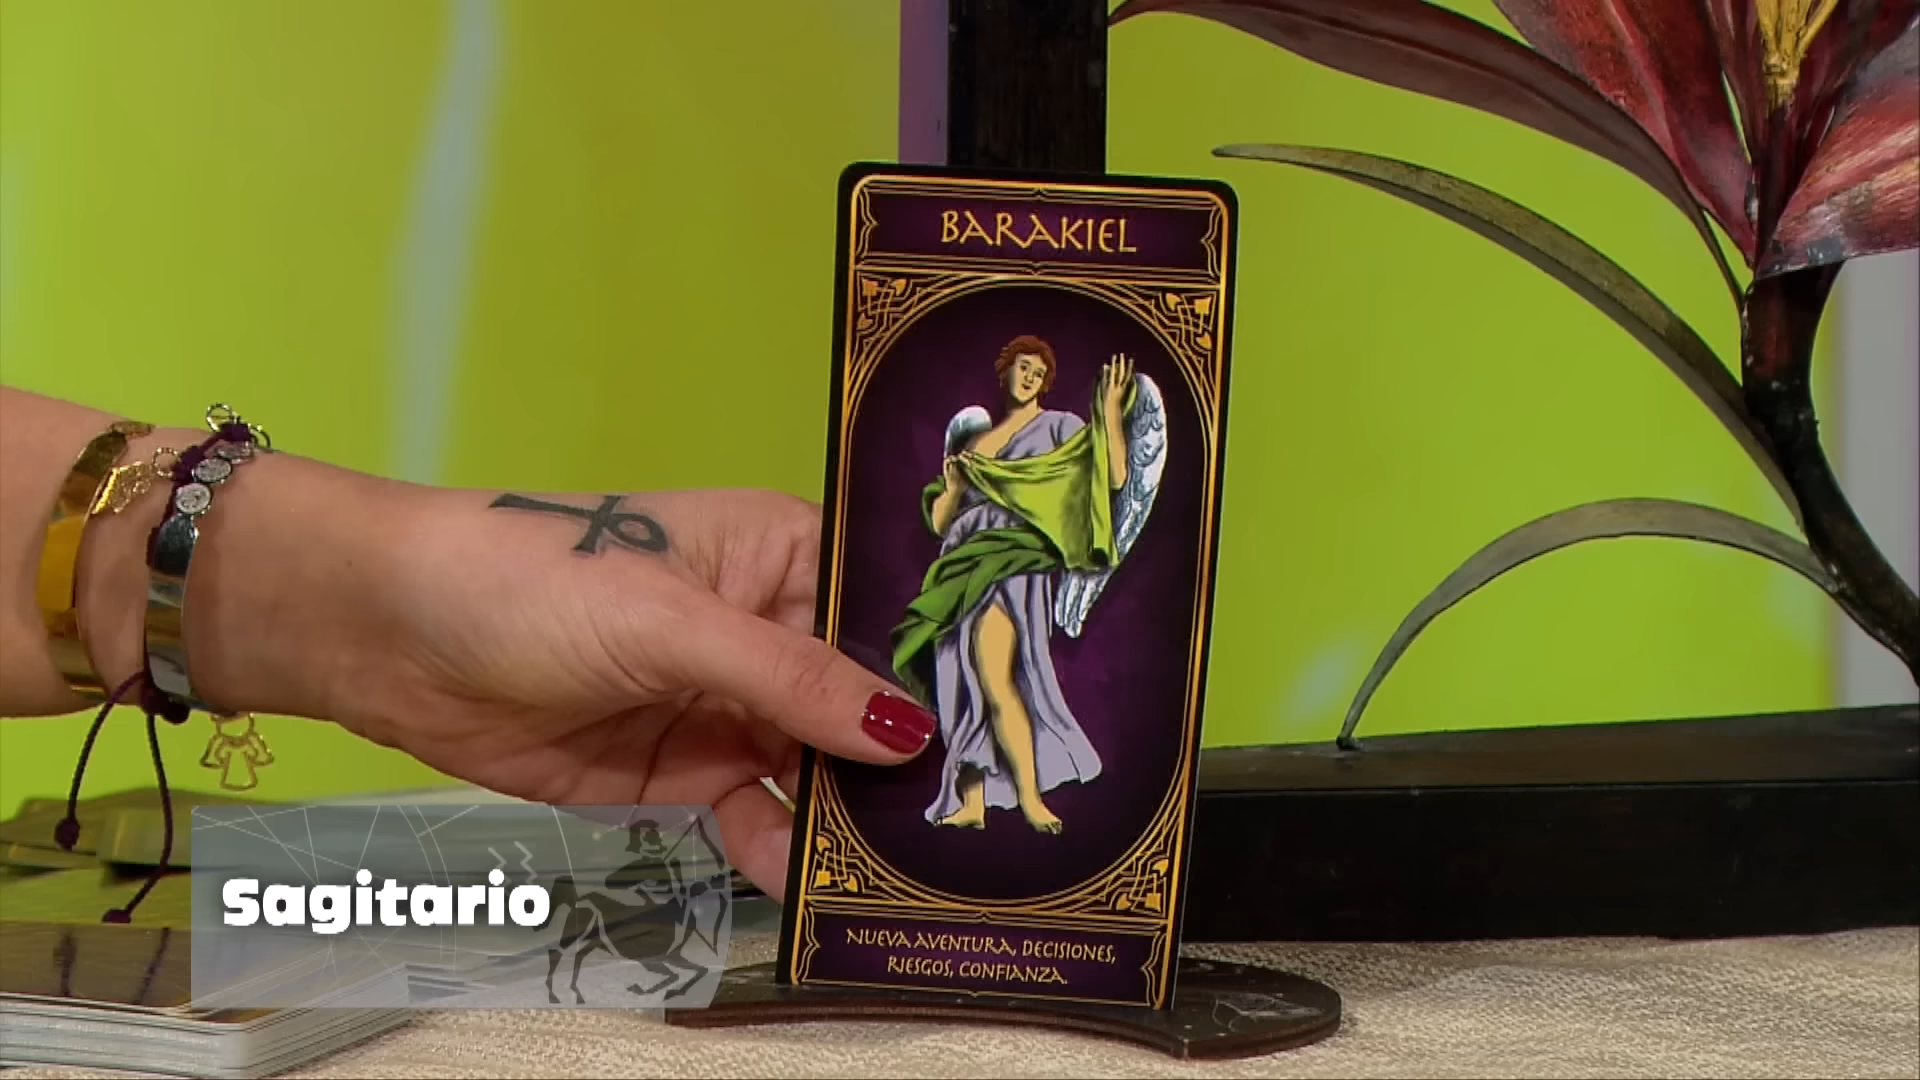 BARAKIEL
Sagitario
NUEVA AVENTURA, DECISIONES,
RIESGOS, CONFIANZA.